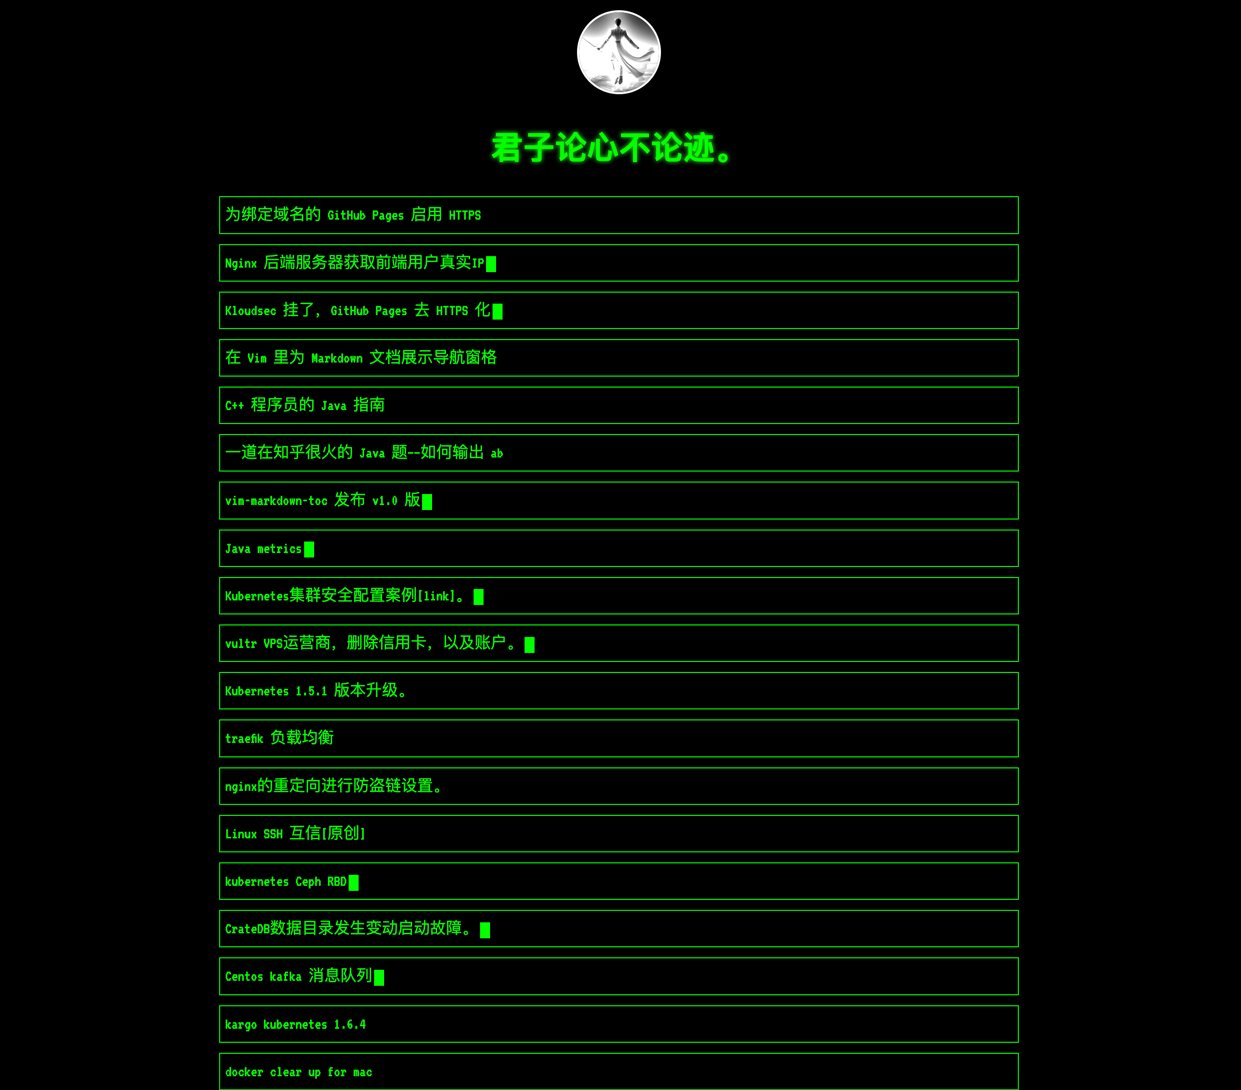 君子论心不论迹。
为绑定域名的 GitHub Pages 启用 HTTPS
Nginx 后端服务器获取前端用户真实IP
Kloudsec 挂了，GitHub Pages 去 HTTPS 化
在 Vim 里为 Markdown 文档展示导航窗格
C++ 程序员的 Java 指南
一道在知乎很火的 Java 题--如何输出 ab
vim-markdown-toc 发布 v1.0 版
Java metrics
Kubernetes集群安全配置案例[link]。
vultr VPS运营商，删除信用卡，以及账户。
Kubernetes 1.5.1 版本升级。
traefik 负载均衡
nginx的重定向进行防盗链设置。
Linux SSH 互信[原创]
kubernetes Ceph RBD
CrateDB数据目录发生变动启动故障。
Centos kafka 消息队列
kargo kubernetes 1.6.4
docker clear up for mac